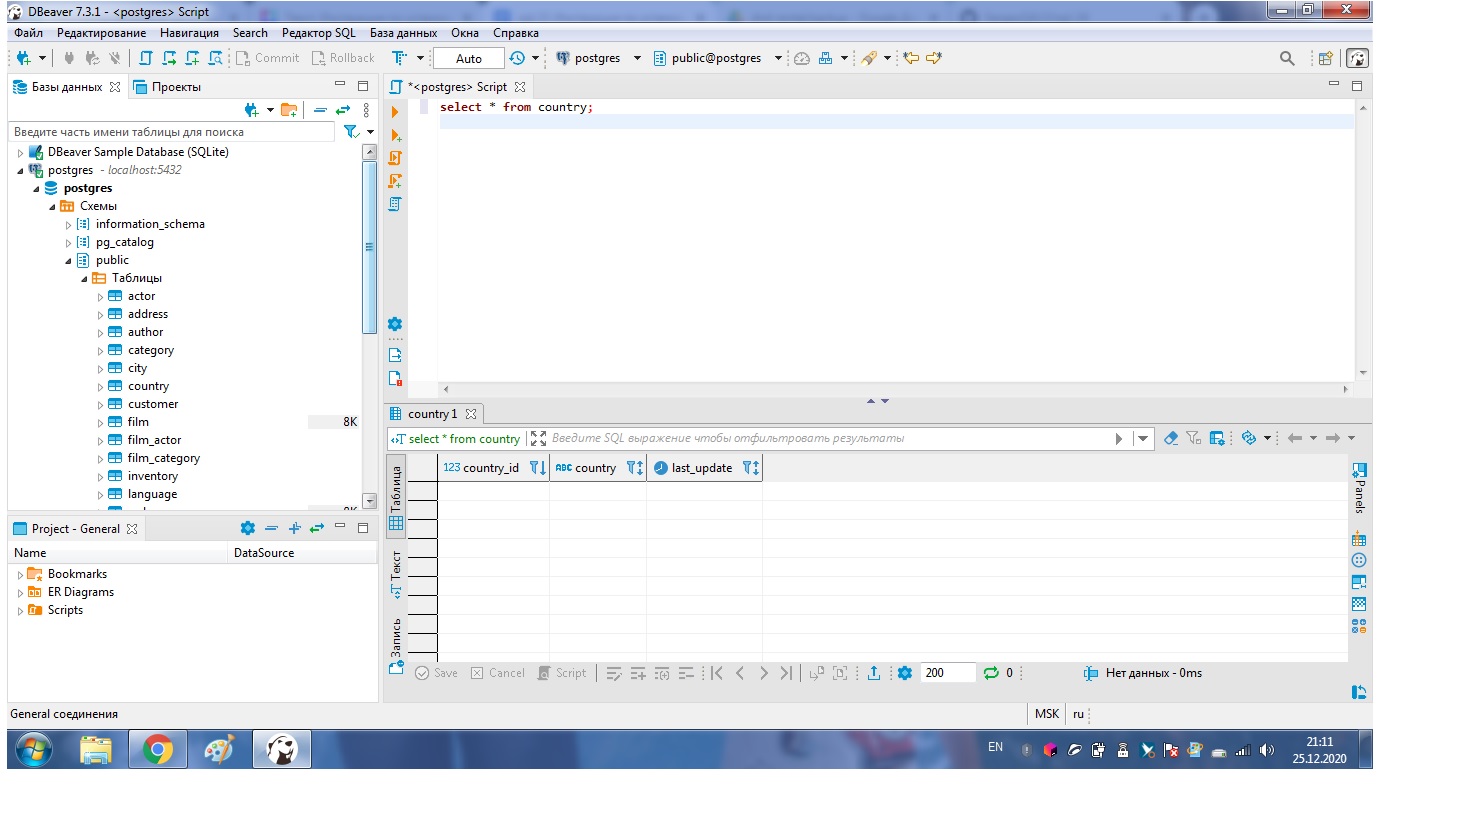 DBeaver 7.3.1 - <postgres> Script
Файл Редактирование Навигация Search Редактор SQL База данных Окна Справка
Commit Rollback Auto postgres public@postgres
Базы данных Проекты
*<postgres> Script
select * from country;
Введите часть имени таблицы для поиска
DBeaver Sample Database (SQLite)
postgres - localhost:5432
postgres
Схемы
information_schema
pg_catalog
public
Таблицы
actor
address
author
category
city
country
customer
film 8K
film_actor
film_category
inventory
language
Project - General
Name DataSource
Bookmarks
ER Diagrams
Scripts
country 1
select * from country Введите SQL выражение чтобы отфильтровать результаты
Таблица
Текст
Запись
123 country_id ABC country last_update
Panels
Save Cancel Script 200 0 Нет данных - 0ms
General соединения MSK ru
EN 21:11
25.12.2020